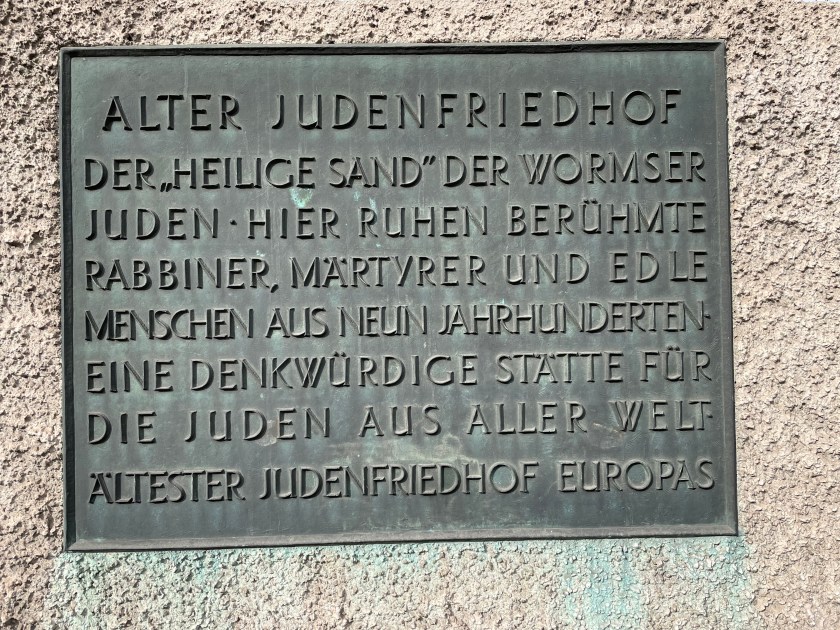 ALTER JUDENFRIEDHOF
DER „HEILIGE SAND” DER WORMSER
JUDEN · HIER RUHEN BERÜHMTE
RABBINER, MÄRTYRER UND EDLE
MENSCHEN AUS NEUN JAHRHUNDERTEN·
EINE DENKWÜRDIGE STÄTTE FÜR
DIE JUDEN AUS ALLER WELT·
ÄLTESTER JUDENFRIEDHOF EUROPAS